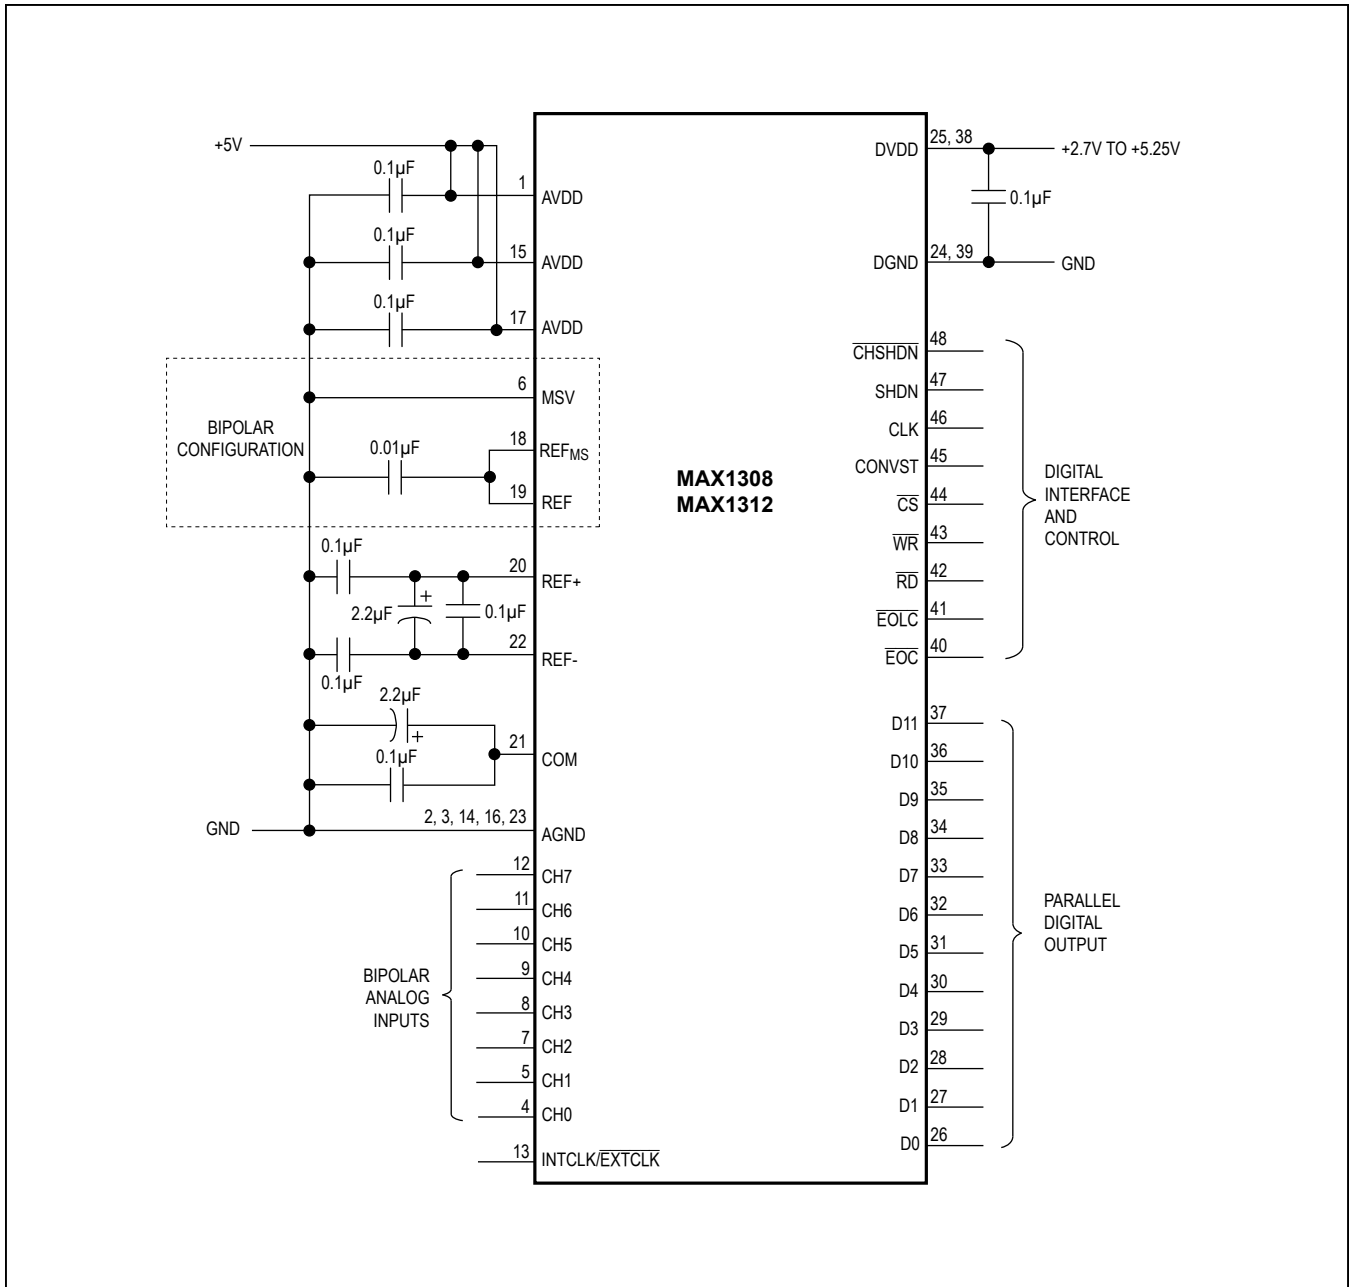 +5V
0.1µF
1
AVDD
0.1µF
15
AVDD
0.1µF
17
AVDD
BIPOLAR
CONFIGURATION
6
MSV
0.01µF
18
REFMS
19
REF
0.1µF
20
REF+
2.2µF
+
0.1µF
22
REF-
0.1µF
2.2µF
+
21
COM
0.1µF
GND
2, 3, 14, 16, 23
AGND
BIPOLAR
ANALOG
INPUTS
12
CH7
11
CH6
10
CH5
9
CH4
8
CH3
7
CH2
5
CH1
4
CH0
13
INTCLK/EXTCLK
MAX1308
MAX1312
DVDD
25, 38
+2.7V TO +5.25V
0.1µF
DGND
24, 39
GND
CHSHDN
48
SHDN
47
CLK
46
CONVST
45
CS
44
WR
43
RD
42
EOLC
41
EOC
40
DIGITAL
INTERFACE
AND
CONTROL
D11
37
D10
36
D9
35
D8
34
D7
33
D6
32
D5
31
D4
30
D3
29
D2
28
D1
27
D0
26
PARALLEL
DIGITAL
OUTPUT